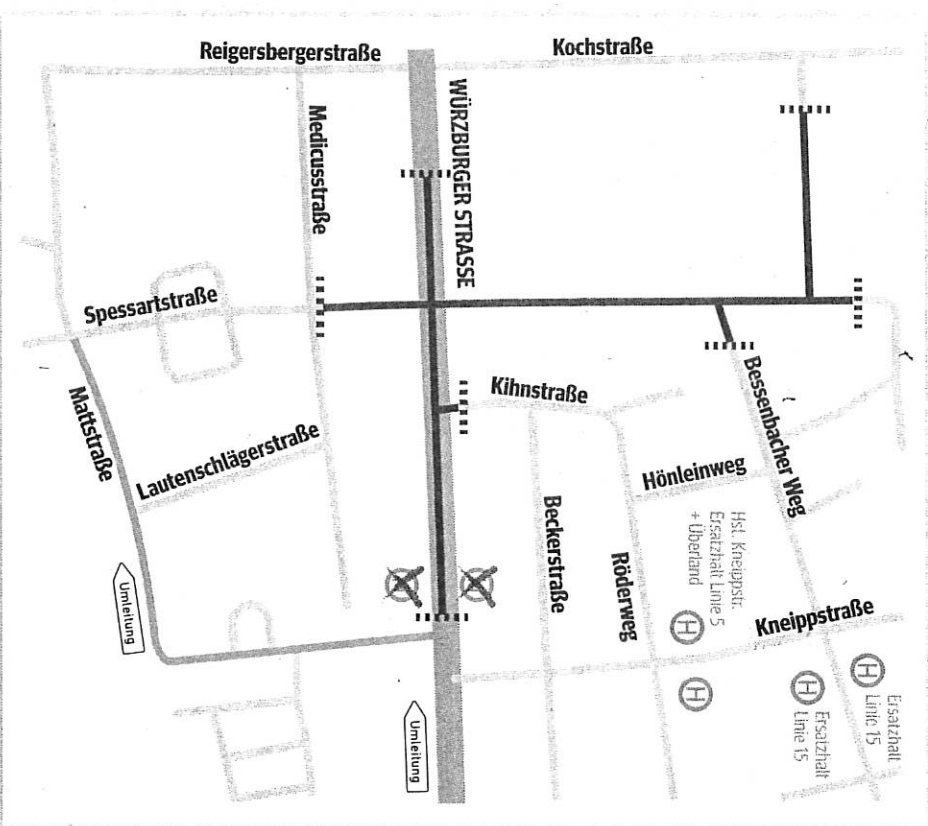 Reigersbergerstraße
Kochstraße
WÜRZBURGER STRASSE
Medicusstraße
Spessartstraße
Kihnstraße
Bessenbacher Weg
Mattstraße
Lautenschlägerstraße
Hönleinweg
Beckerstraße
Röderweg
Hst. Kneippstr.
Ersatzhalt Linie 5
+ Überland
H
H
Kneippstraße
H
Ersatzhalt
Linie 15
H
Ersatzhalt
Linie 15
Umleitung
Umleitung